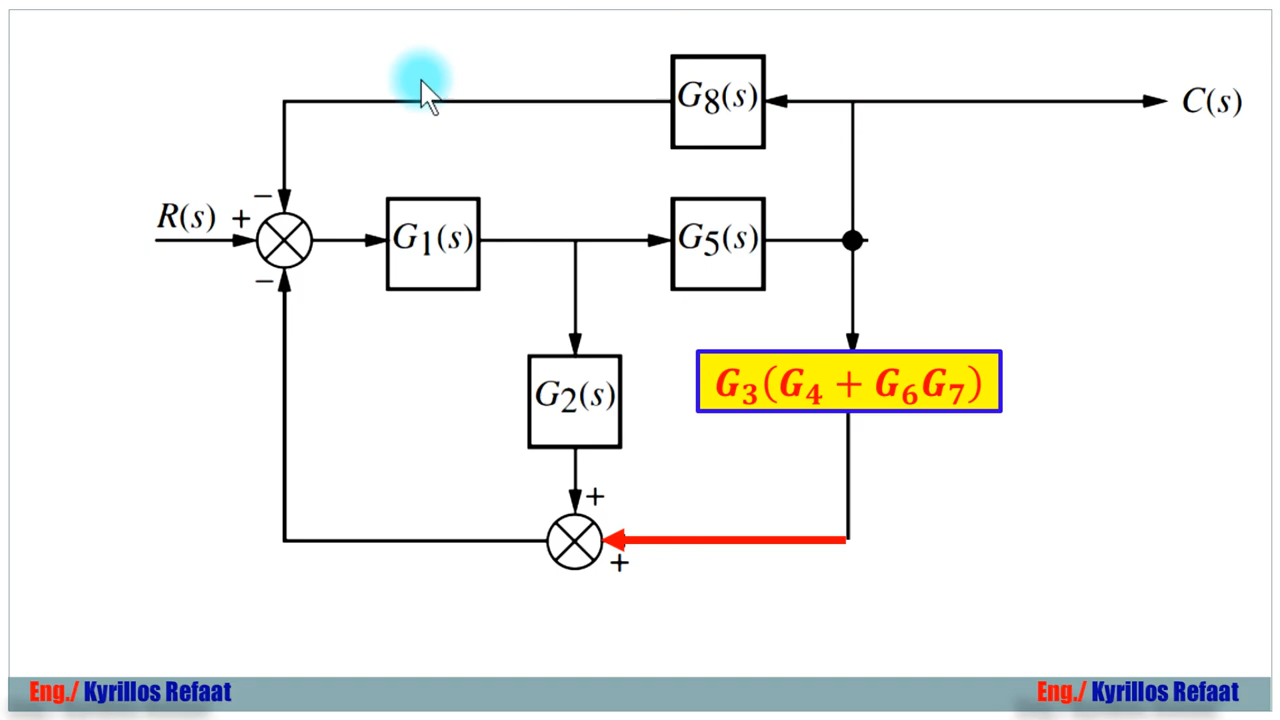 G8(s)
C(s)
−
R(s) +
G1(s)
G5(s)
−
G2(s)
G3(G4 + G6G7)
+
+
Eng./ Kyrillos Refaat
Eng./ Kyrillos Refaat